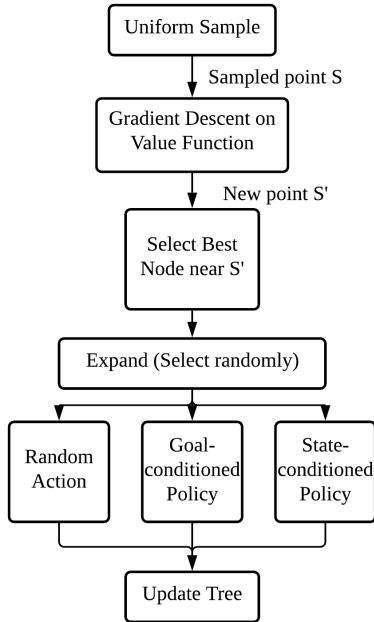 Uniform Sample
Sampled point S
Gradient Descent on
Value Function
New point S'
Select Best
Node near S'
Expand (Select randomly)
Random
Action
Goal-
conditioned
Policy
State-
conditioned
Policy
Update Tree